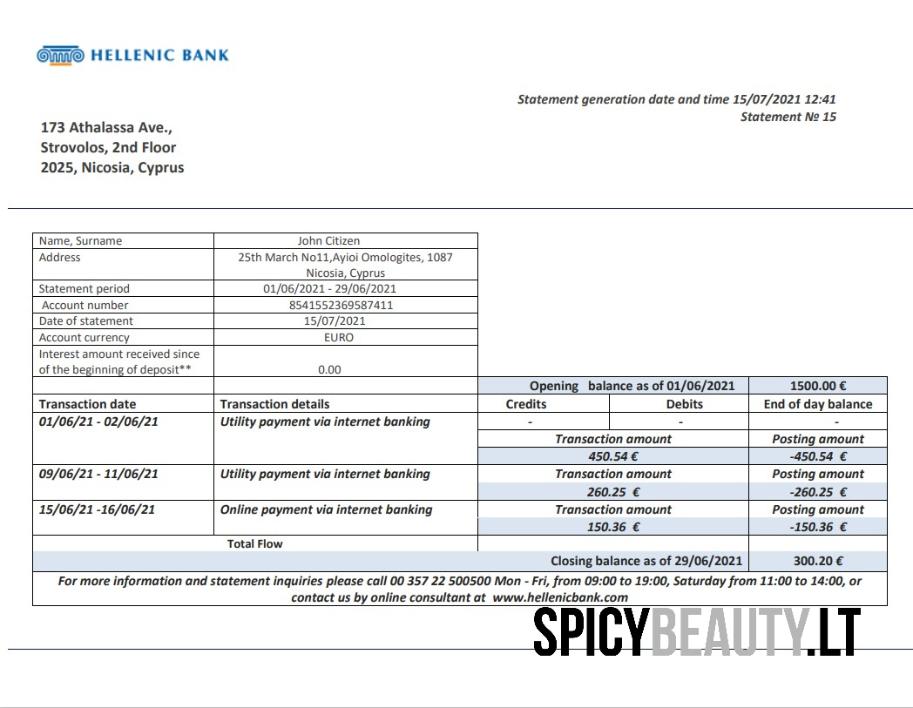 HELLENIC BANK
Statement generation date and time 15/07/2021 12:41
Statement № 15
173 Athalassa Ave.,
Strovolos, 2nd Floor
2025, Nicosia, Cyprus
Name, Surname John Citizen
Address 25th March No11,Ayioi Omologites, 1087
Nicosia, Cyprus
Statement period 01/06/2021 - 29/06/2021
Account number 8541552369587411
Date of statement 15/07/2021
Account currency EURO
Interest amount received since
of the beginning of deposit** 0.00
Opening balance as of 01/06/2021 1500.00 €
Transaction date Transaction details Credits Debits End of day balance
01/06/21 - 02/06/21 Utility payment via internet banking - - -
Transaction amount Posting amount
450.54 € -450.54 €
09/06/21 - 11/06/21 Utility payment via internet banking Transaction amount Posting amount
260.25 € -260.25 €
15/06/21 -16/06/21 Online payment via internet banking Transaction amount Posting amount
150.36 € -150.36 €
Total Flow
Closing balance as of 29/06/2021 300.20 €
For more information and statement inquiries please call 00 357 22 500500 Mon - Fri, from 09:00 to 19:00, Saturday from 11:00 to 14:00, or
contact us by online consultant at www.hellenicbank.com
SPICYBEAUTY.LT